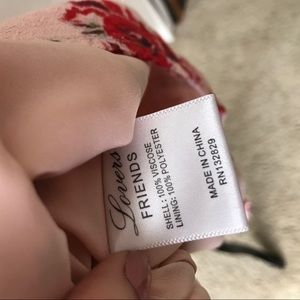 Lovers
FRIENDS
SHELL: 100% VISCOSE
LINING: 100% POLYESTER
MADE IN CHINA
RN132829